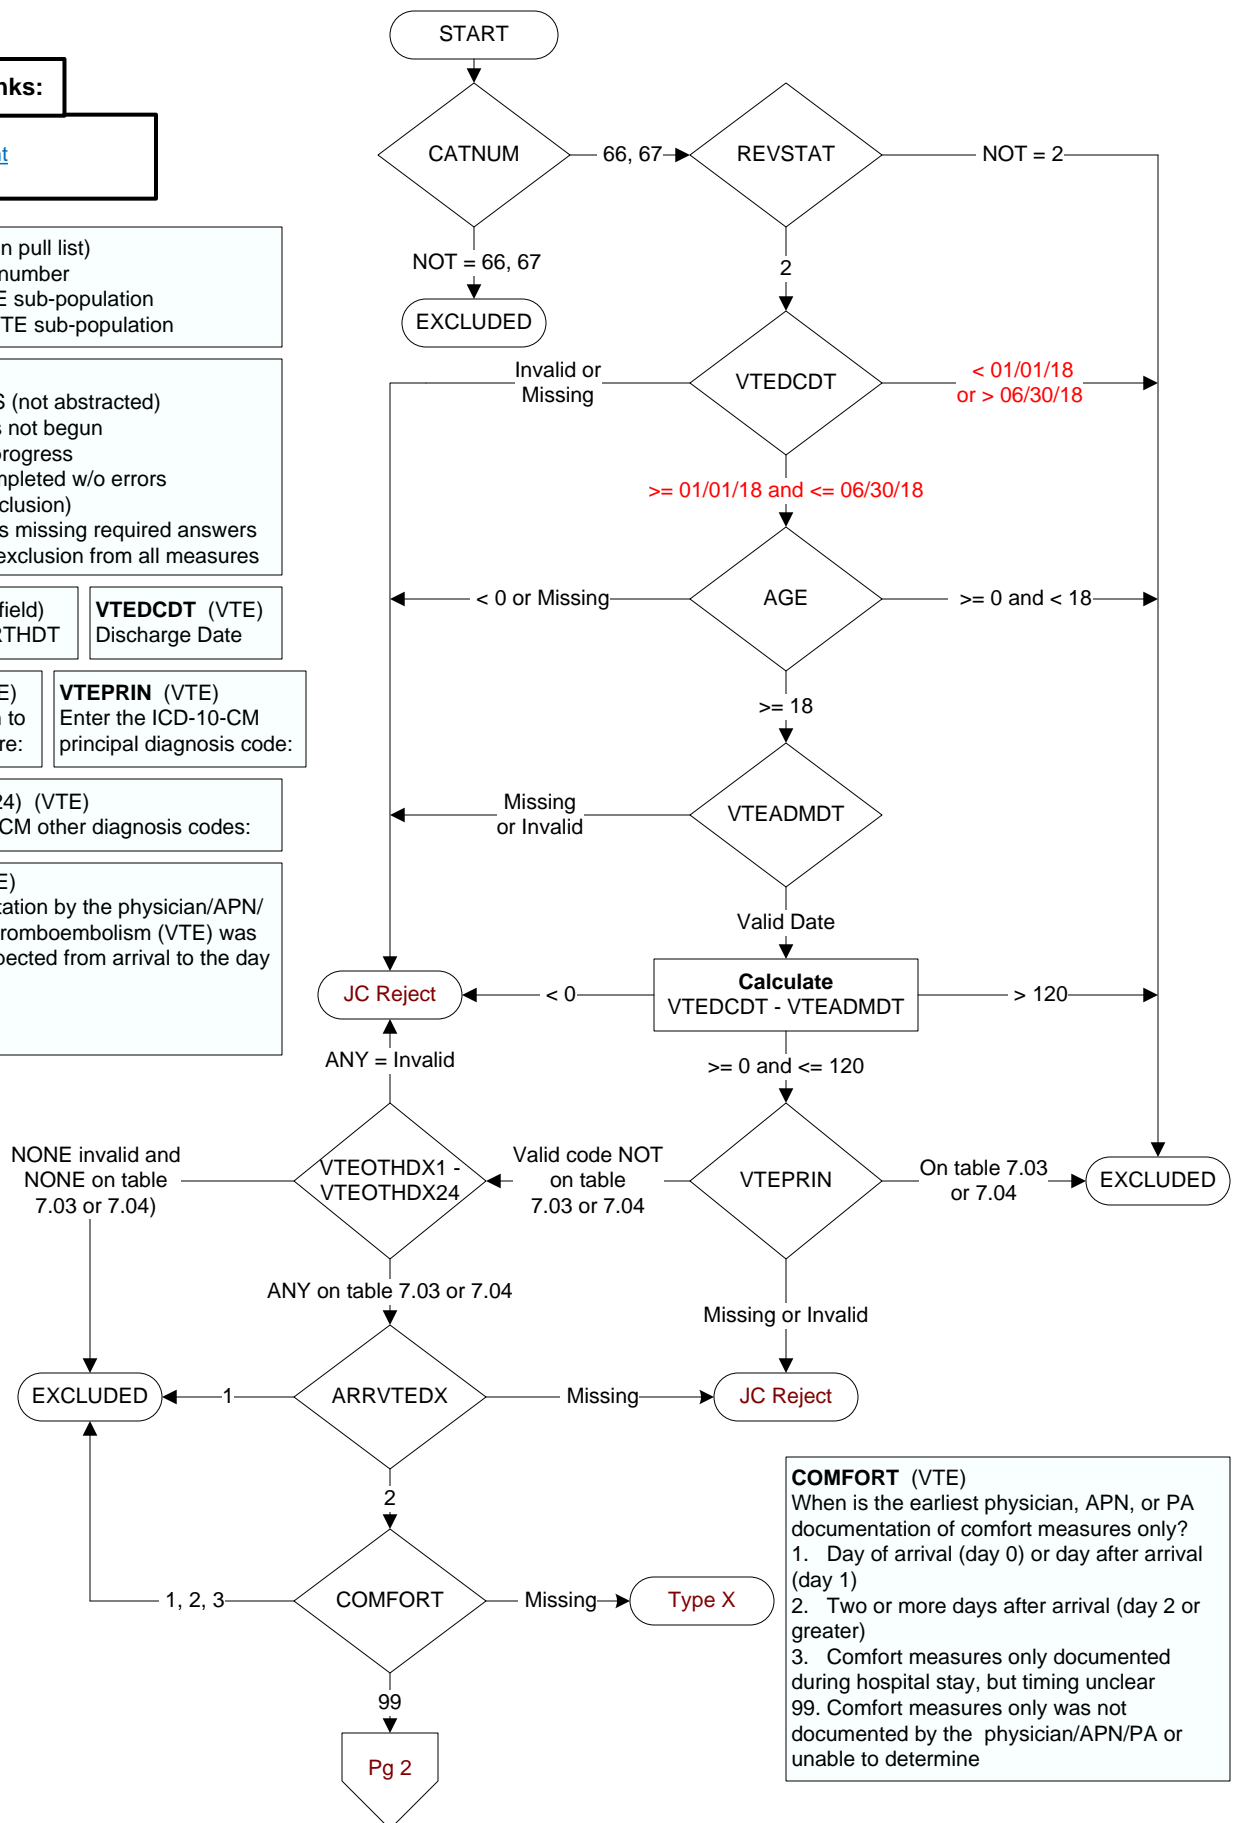 START
nks:
CATNUM
66, 67
REVSTAT
NOT = 2
nt
n pull list)
number
E sub-population
TE sub-population
NOT = 66, 67
EXCLUDED
2
Invalid or
Missing
VTEDCDT
< 01/01/18
or > 06/30/18
S (not abstracted)
s not begun
progress
mpleted w/o errors
clusion)
s missing required answers
exclusion from all measures
>= 01/01/18 and <= 06/30/18
field)
RTHDT
VTEDCDT (VTE)
Discharge Date
< 0 or Missing
AGE
>= 0 and < 18
E)
n to
re:
VTEPRIN (VTE)
Enter the ICD-10-CM
principal diagnosis code:
>= 18
24) (VTE)
CM other diagnosis codes:
Missing
or Invalid
VTEADMDT
E)
tation by the physician/APN/
romboembolism (VTE) was
pected from arrival to the day
Valid Date
JC Reject
< 0
Calculate
VTEDCDT - VTEADMDT
> 120
ANY = Invalid
>= 0 and <= 120
NONE invalid and
NONE on table
7.03 or 7.04)
VTEOTHDX1 -
VTEOTHDX24
Valid code NOT
on table
7.03 or 7.04
VTEPRIN
On table 7.03
or 7.04
EXCLUDED
ANY on table 7.03 or 7.04
Missing or Invalid
EXCLUDED
1
ARRVTEDX
Missing
JC Reject
2
1, 2, 3
COMFORT
Missing
Type X
COMFORT (VTE)
When is the earliest physician, APN, or PA
documentation of comfort measures only?
1. Day of arrival (day 0) or day after arrival
(day 1)
2. Two or more days after arrival (day 2 or
greater)
3. Comfort measures only documented
during hospital stay, but timing unclear
99. Comfort measures only was not
documented by the physician/APN/PA or
unable to determine
99
Pg 2